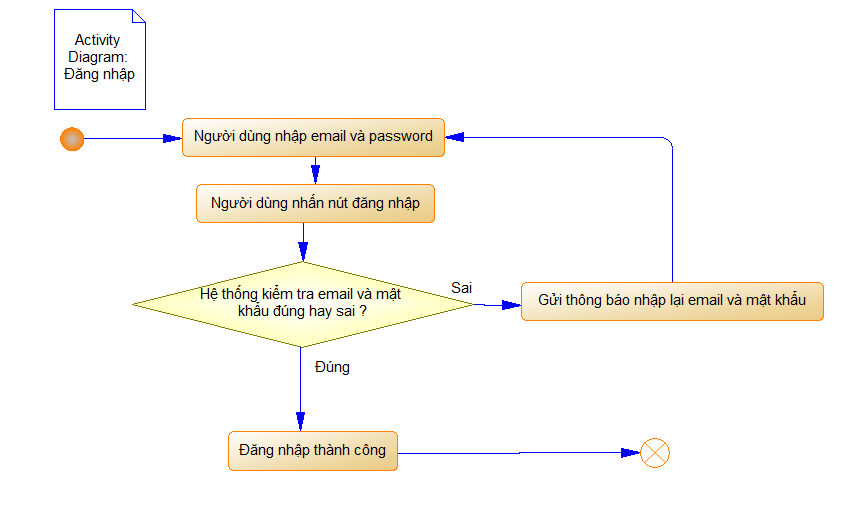 Activity
Diagram:
Đăng nhập
Người dùng nhập email và password
Người dùng nhấn nút đăng nhập
Hệ thống kiểm tra email và mật
khẩu đúng hay sai ?
Sai
Gửi thông báo nhập lại email và mật khẩu
Đúng
Đăng nhập thành công